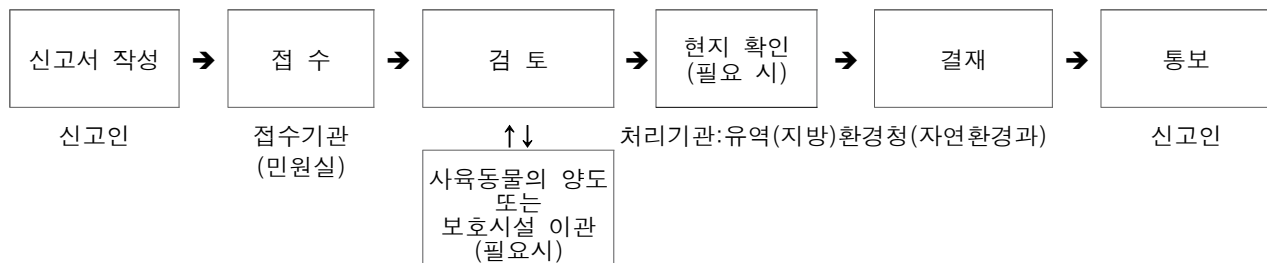 신고서 작성 ➔ 접 수 ➔ 검 토 ➔ 현지 확인 (필요 시) ➔ 결재 ➔ 통보
신고인
접수기관
(민원실)
↑↓
처리기관:유역(지방)환경청(자연환경과)
신고인
사육동물의 양도
또는
보호시설 이관
(필요시)